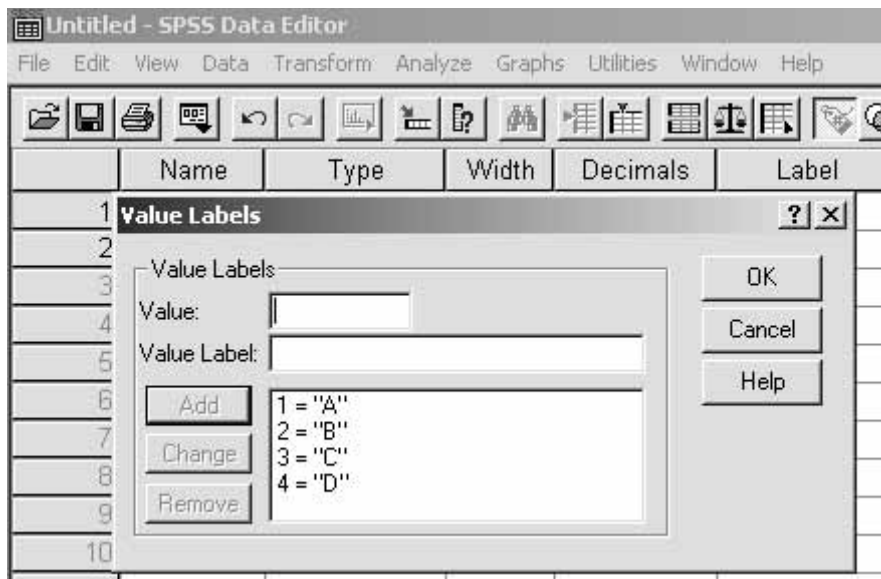 Untitled - SPSS Data Editor
File Edit View Data Transform Analyze Graphs Utilities Window Help
Name Type Width Decimals Label
1
Value Labels
2
Value Labels
OK
3
Value:
4
Cancel
Value Label:
5
Help
6
Add
1 = "A"
7
2 = "B"
Change
3 = "C"
8
4 = "D"
Remove
9
10